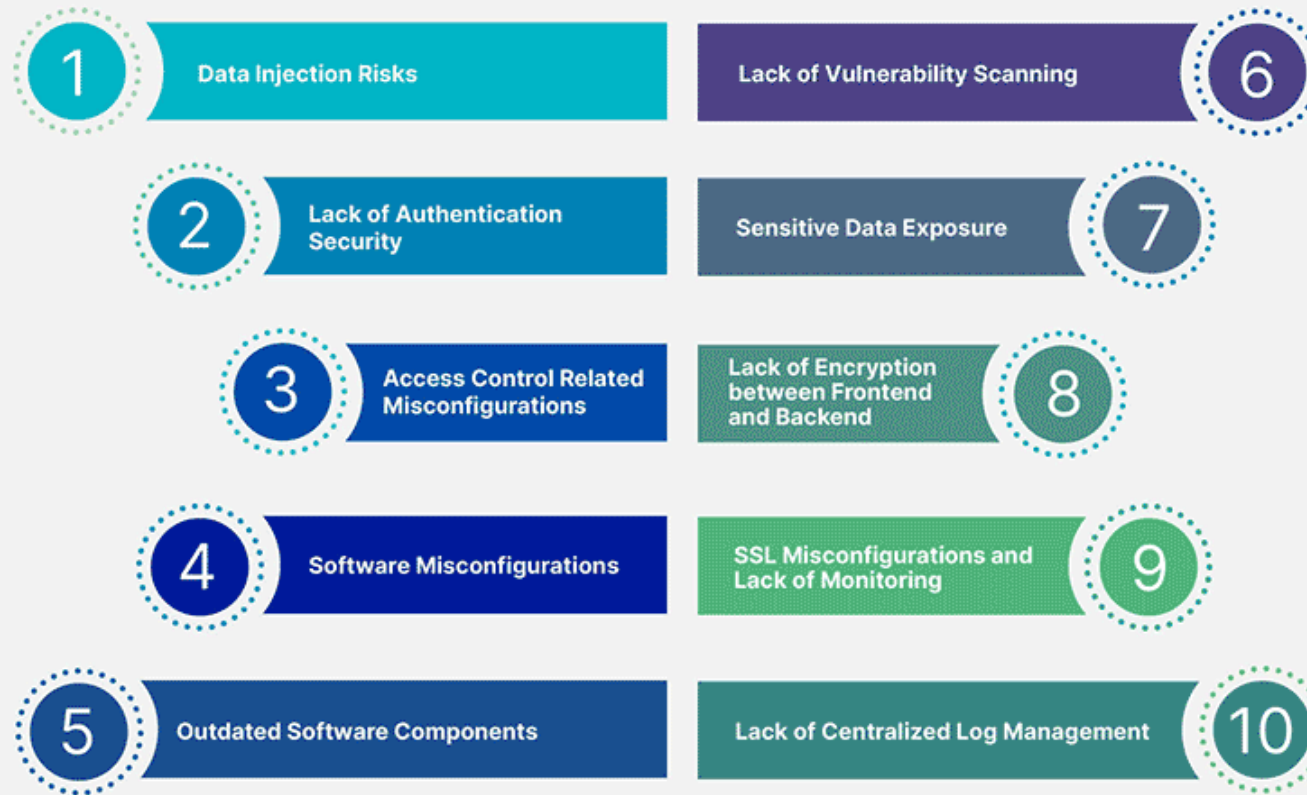 1
Data Injection Risks
2
Lack of Authentication
Security
3
Access Control Related
Misconfigurations
4
Software Misconfigurations
5
Outdated Software Components
Lack of Vulnerability Scanning
6
Sensitive Data Exposure
7
Lack of Encryption
between Frontend
and Backend
8
SSL Misconfigurations and
Lack of Monitoring
9
Lack of Centralized Log Management
10